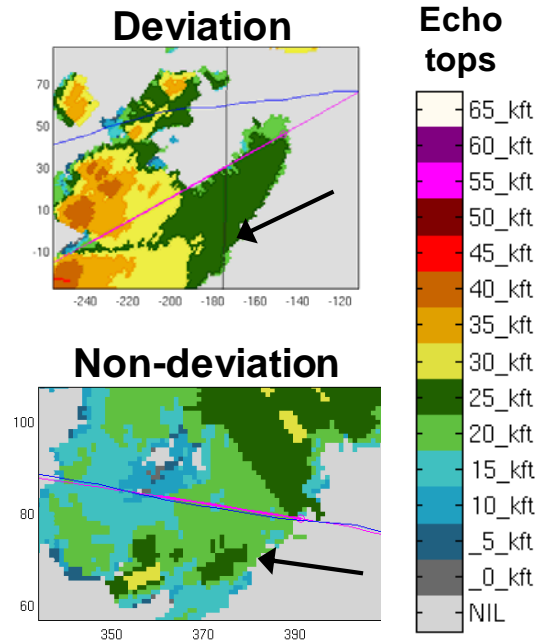 Deviation
70
50
30
10
-10
-240 -220 -200 -180 -160 -140 -120
Non-deviation
100
80
60
350 370 390
Echo
tops
65_kft
60_kft
55_kft
50_kft
45_kft
40_kft
35_kft
30_kft
25_kft
20_kft
15_kft
10_kft
_5_kft
_0_kft
NIL